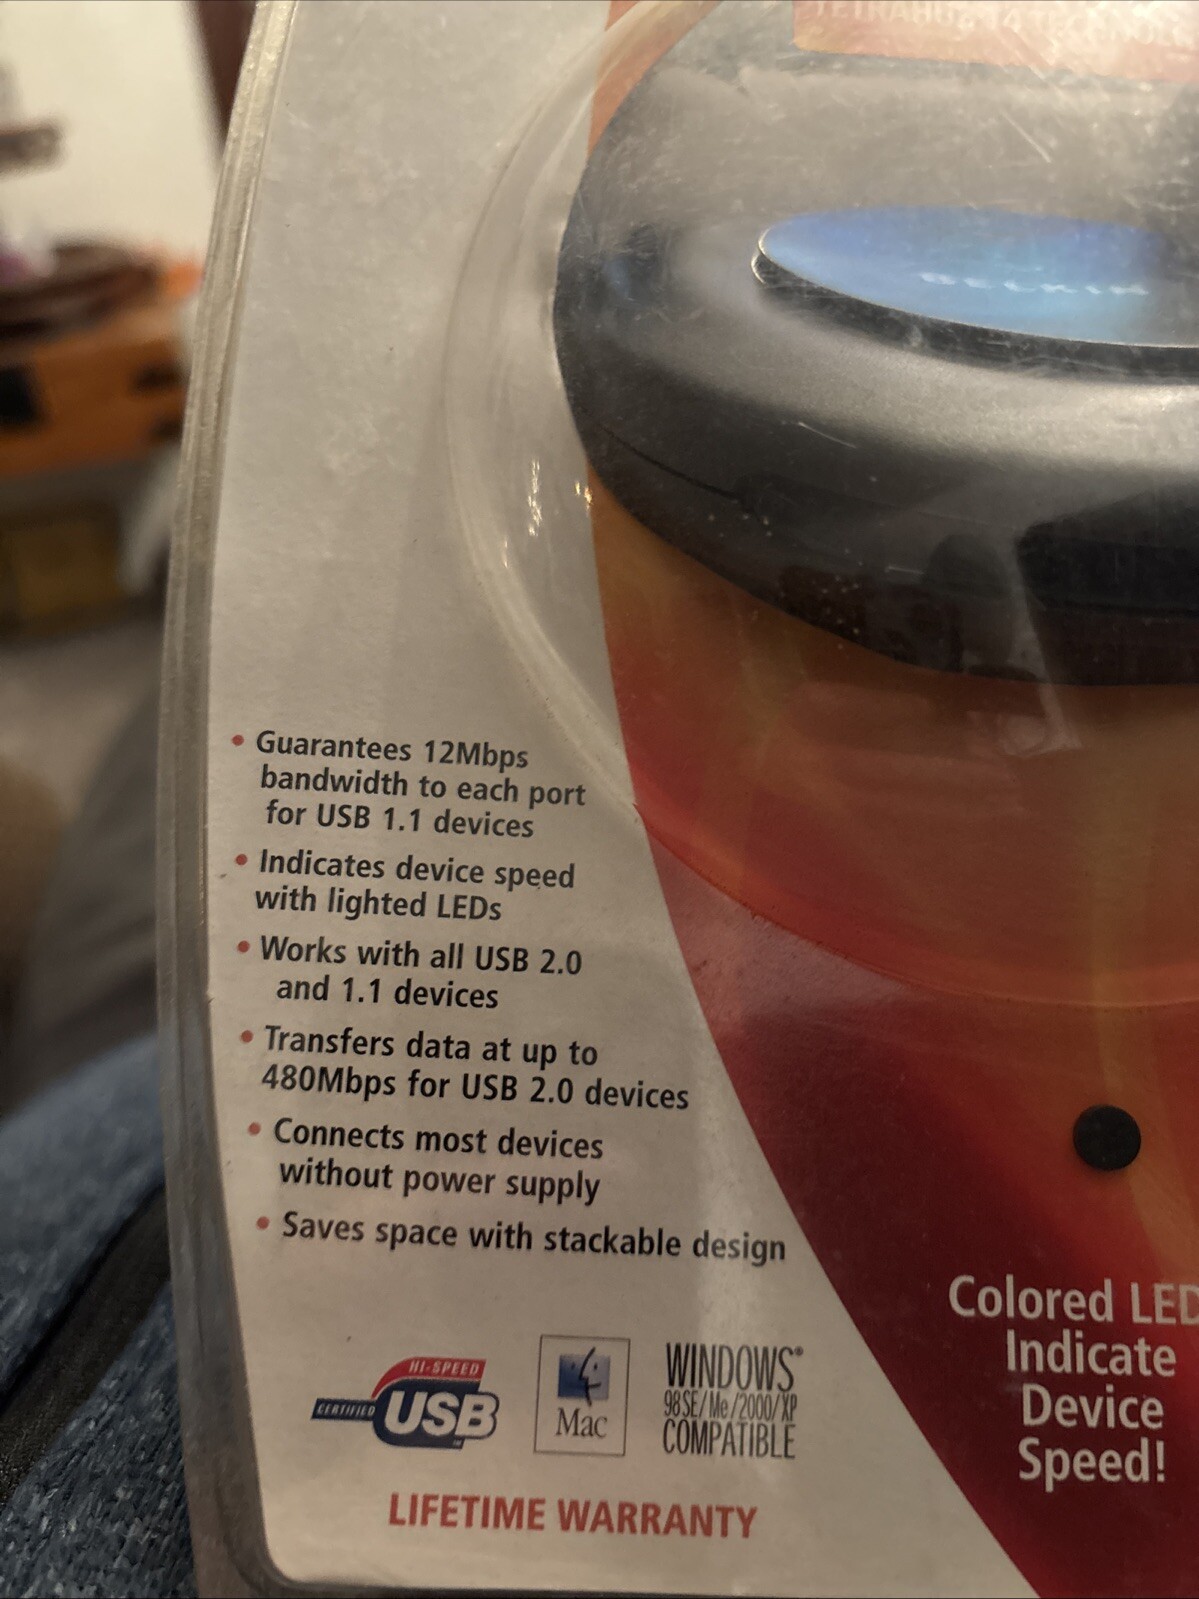 TETRAHUB
TECHNOLO
BELKIN
• Guarantees 12Mbps
bandwidth to each port
for USB 1.1 devices
• Indicates device speed
with lighted LEDs
• Works with all USB 2.0
and 1.1 devices
• Transfers data at up to
480Mbps for USB 2.0 devices
• Connects most devices
without power supply
• Saves space with stackable design
Colored LED
Indicate
Device
Speed!
HI-SPEED
CERTIFIED USB
Mac
WINDOWS®
98SE/Me/2000/XP
COMPATIBLE
LIFETIME WARRANTY